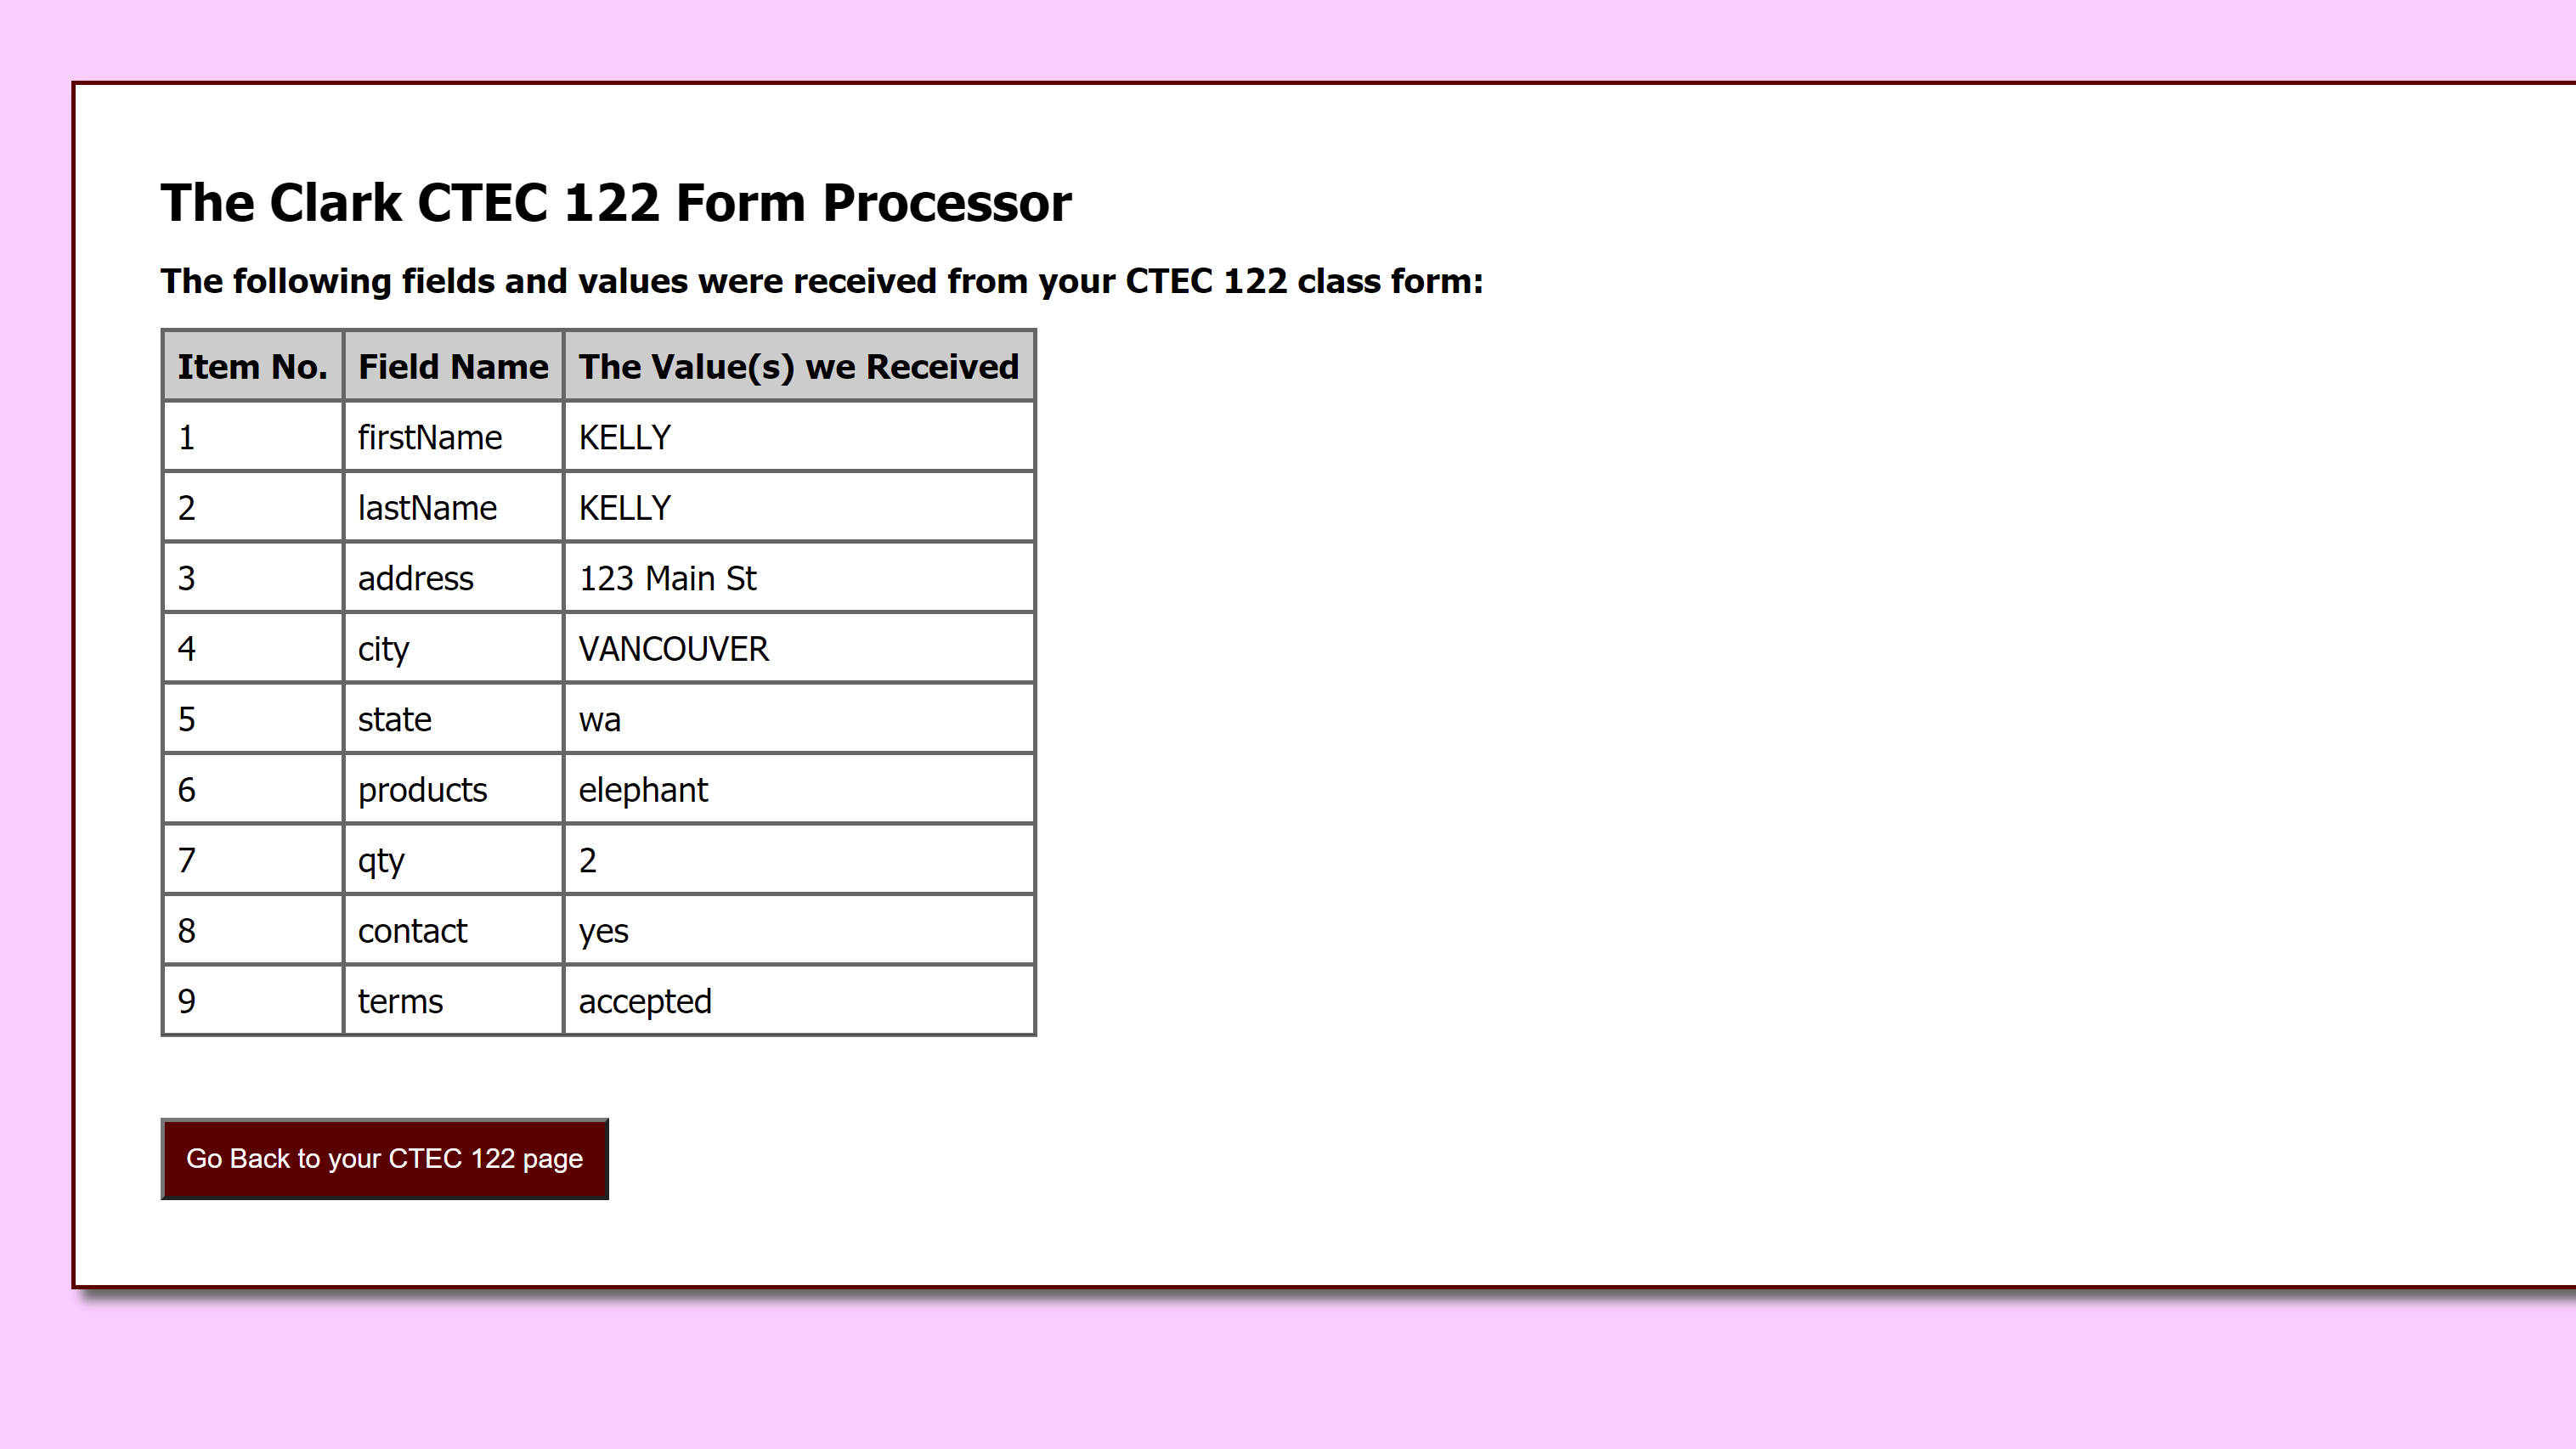 The Clark CTEC 122 Form Processor
The following fields and values were received from your CTEC 122 class form:
Item No. Field Name The Value(s) we Received
1 firstName KELLY
2 lastName KELLY
3 address 123 Main St
4 city VANCOUVER
5 state wa
6 products elephant
7 qty 2
8 contact yes
9 terms accepted
Go Back to your CTEC 122 page